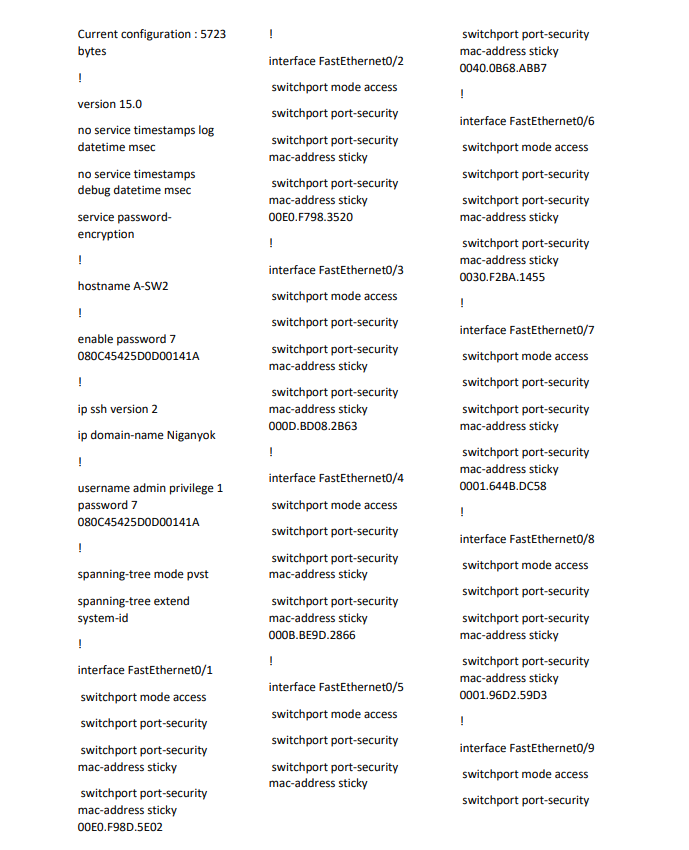 Current configuration : 5723
bytes
!
version 15.0
no service timestamps log
datetime msec
no service timestamps
debug datetime msec
service password-
encryption
!
hostname A-SW2
!
enable password 7
080C45425D0D00141A
!
ip ssh version 2
ip domain-name Niganyok
!
username admin privilege 1
password 7
080C45425D0D00141A
!
spanning-tree mode pvst
spanning-tree extend
system-id
!
interface FastEthernet0/1
switchport mode access
switchport port-security
switchport port-security
mac-address sticky
switchport port-security
mac-address sticky
00E0.F98D.5E02
!
interface FastEthernet0/2
switchport mode access
switchport port-security
switchport port-security
mac-address sticky
switchport port-security
mac-address sticky
00E0.F798.3520
!
interface FastEthernet0/3
switchport mode access
switchport port-security
switchport port-security
mac-address sticky
switchport port-security
mac-address sticky
000D.BD08.2B63
!
interface FastEthernet0/4
switchport mode access
switchport port-security
switchport port-security
mac-address sticky
switchport port-security
mac-address sticky
000B.BE9D.2866
!
interface FastEthernet0/5
switchport mode access
switchport port-security
switchport port-security
mac-address sticky
switchport port-security
mac-address sticky
0040.0B68.ABB7
!
interface FastEthernet0/6
switchport mode access
switchport port-security
switchport port-security
mac-address sticky
switchport port-security
mac-address sticky
0030.F2BA.1455
!
interface FastEthernet0/7
switchport mode access
switchport port-security
switchport port-security
mac-address sticky
switchport port-security
mac-address sticky
0001.644B.DC58
!
interface FastEthernet0/8
switchport mode access
switchport port-security
switchport port-security
mac-address sticky
switchport port-security
mac-address sticky
0001.96D2.59D3
!
interface FastEthernet0/9
switchport mode access
switchport port-security